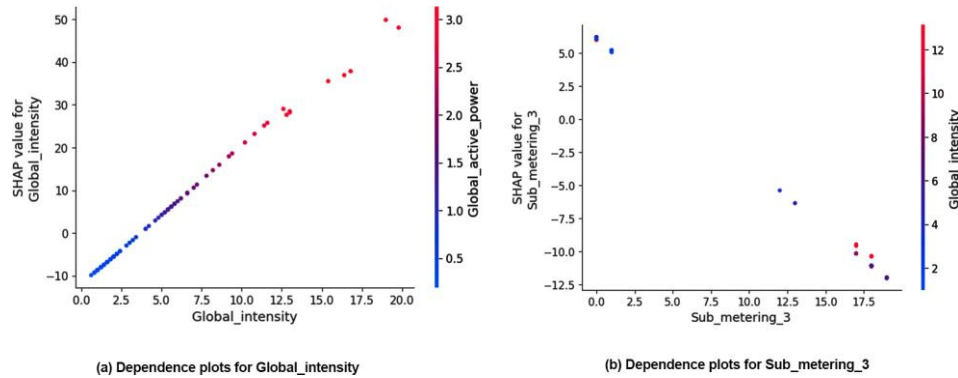 50
40
30
20
10
0
−10
SHAP value for
Global_intensity
0.0 2.5 5.0 7.5 10.0 12.5 15.0 17.5 20.0
Global_intensity
3.0
2.5
2.0
1.5
1.0
0.5
Global_active_power
(a) Dependence plots for Global_intensity
5.0
2.5
0.0
−2.5
−5.0
−7.5
−10.0
−12.5
SHAP value for
Sub_metering_3
0.0 2.5 5.0 7.5 10.0 12.5 15.0 17.5
Sub_metering_3
12
10
8
6
4
2
Global_intensity
(b) Dependence plots for Sub_metering_3